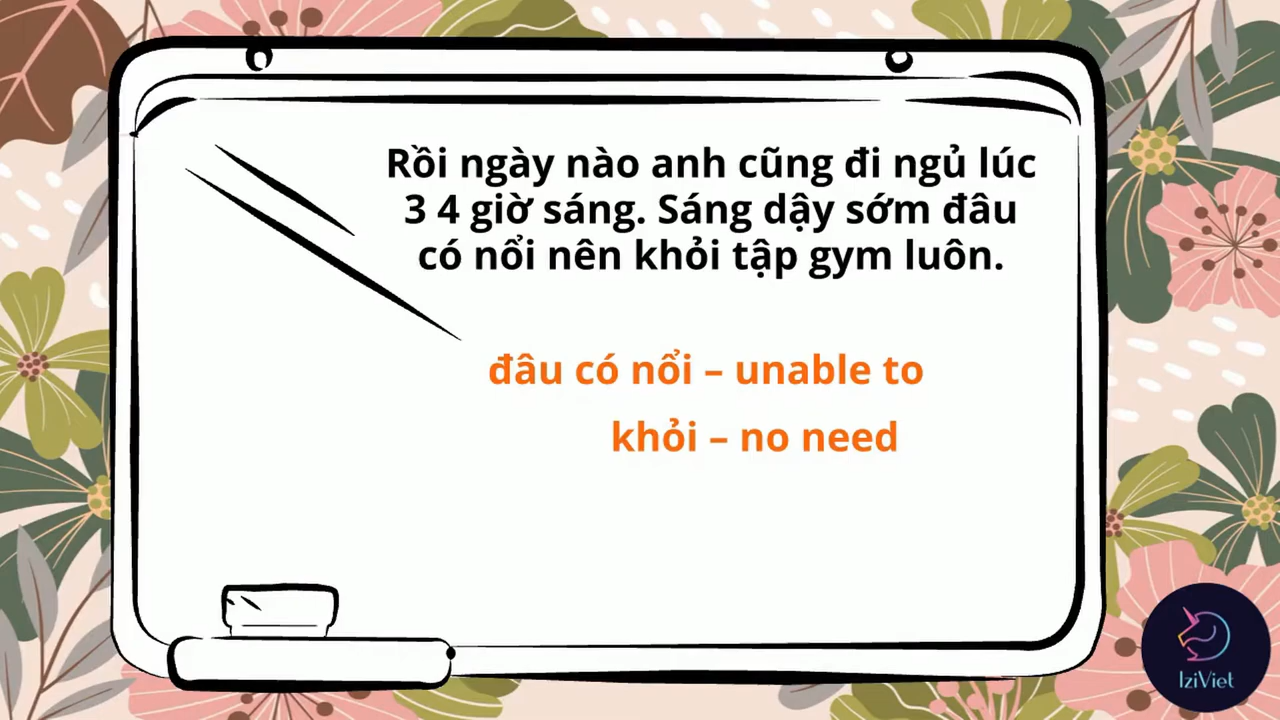 Rồi ngày nào anh cũng đi ngủ lúc
3 4 giờ sáng. Sáng dậy sớm đâu
có nổi nên khỏi tập gym luôn.
đâu có nổi – unable to
khỏi – no need
IziViet